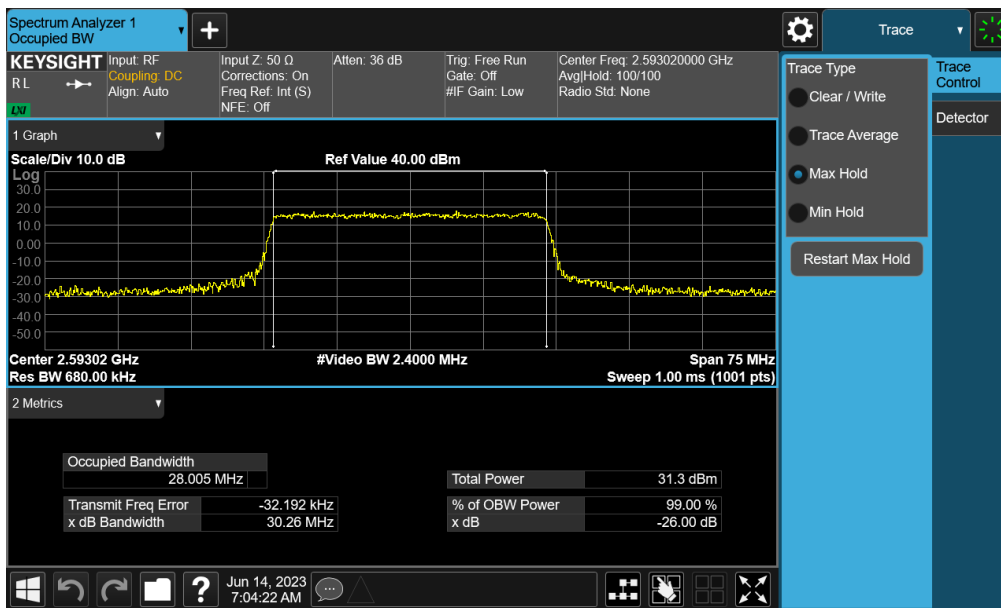 Spectrum Analyzer 1
Occupied BW
Trace
KEYSIGHT
R L
LXI
Input: RF
Coupling: DC
Align: Auto
Input Z: 50 Ω
Corrections: On
Freq Ref: Int (S)
NFE: Off
Atten: 36 dB
Trig: Free Run
Gate: Off
#IF Gain: Low
Center Freq: 2.593020000 GHz
Avg|Hold: 100/100
Radio Std: None
Trace Type
Clear / Write
Trace Average
Max Hold
Min Hold
Restart Max Hold
Trace
Control
Detector
1 Graph
Scale/Div 10.0 dB
Ref Value 40.00 dBm
Log
30.0
20.0
10.0
0.00
-10.0
-20.0
-30.0
-40.0
-50.0
Center 2.59302 GHz
#Video BW 2.4000 MHz
Span 75 MHz
Res BW 680.00 kHz
Sweep 1.00 ms (1001 pts)
2 Metrics
Occupied Bandwidth
28.005 MHz
Total Power 31.3 dBm
Transmit Freq Error -32.192 kHz
% of OBW Power 99.00 %
x dB Bandwidth 30.26 MHz
x dB -26.00 dB
?
Jun 14, 2023
7:04:22 AM